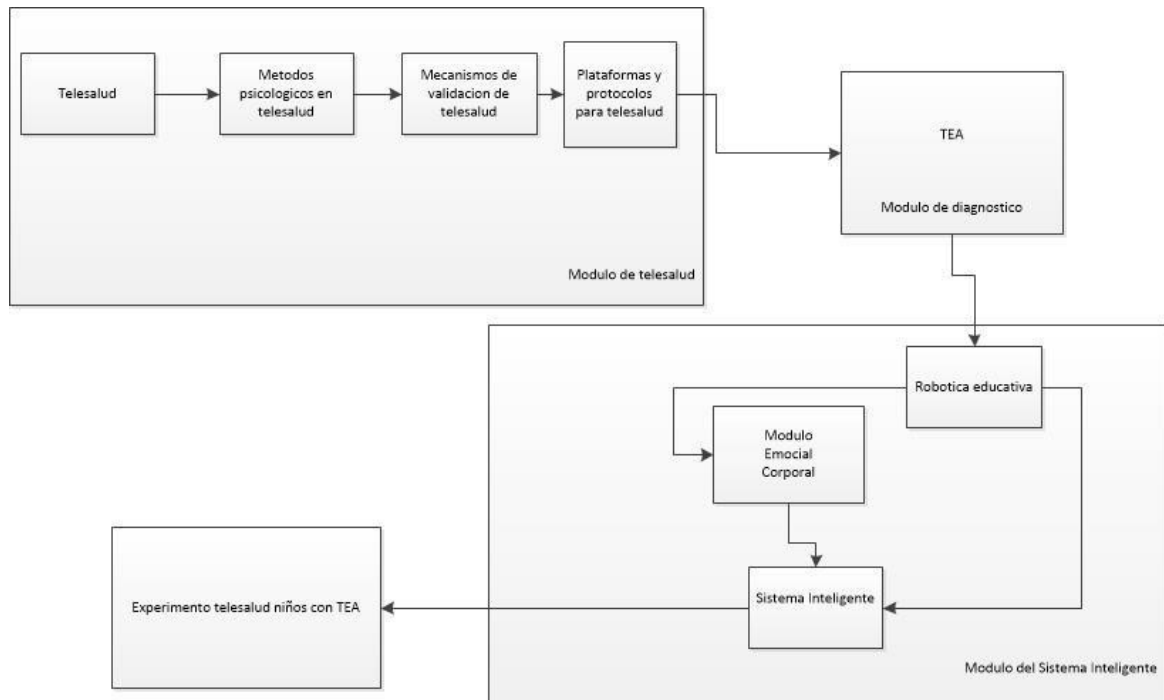 Telesalud
Metodos
psicologicos en
telesalud
Mecanismos de
validacion de
telesalud
Plataformas y
protocolos
para telesalud
Modulo de telesalud
TEA
Modulo de diagnostico
Robotica educativa
Modulo
Emocial
Corporal
Sistema Inteligente
Modulo del Sistema Inteligente
Experimento telesalud niños con TEA